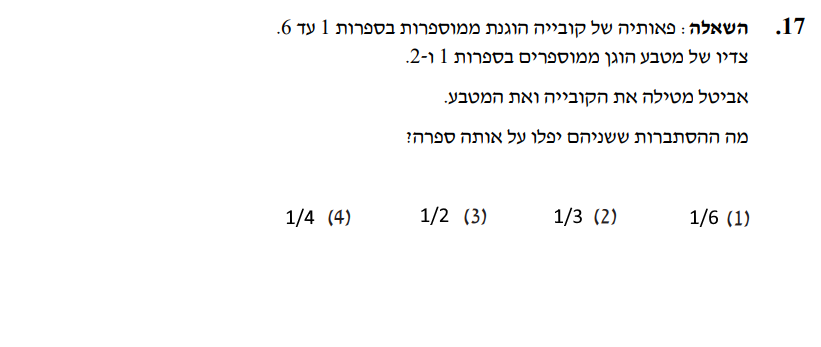 17. השאלה : פאותיה של קובייה הוגנת ממוספרות בספרות 1 עד 6.
צדיו של מטבע הוגן ממוספרים בספרות 1 ו-2.
אביטל מטילה את הקובייה ואת המטבע.
מה ההסתברות ששניהם יפלו על אותה ספרה?
(1) 1/6 (2) 1/3 (3) 1/2 (4) 1/4